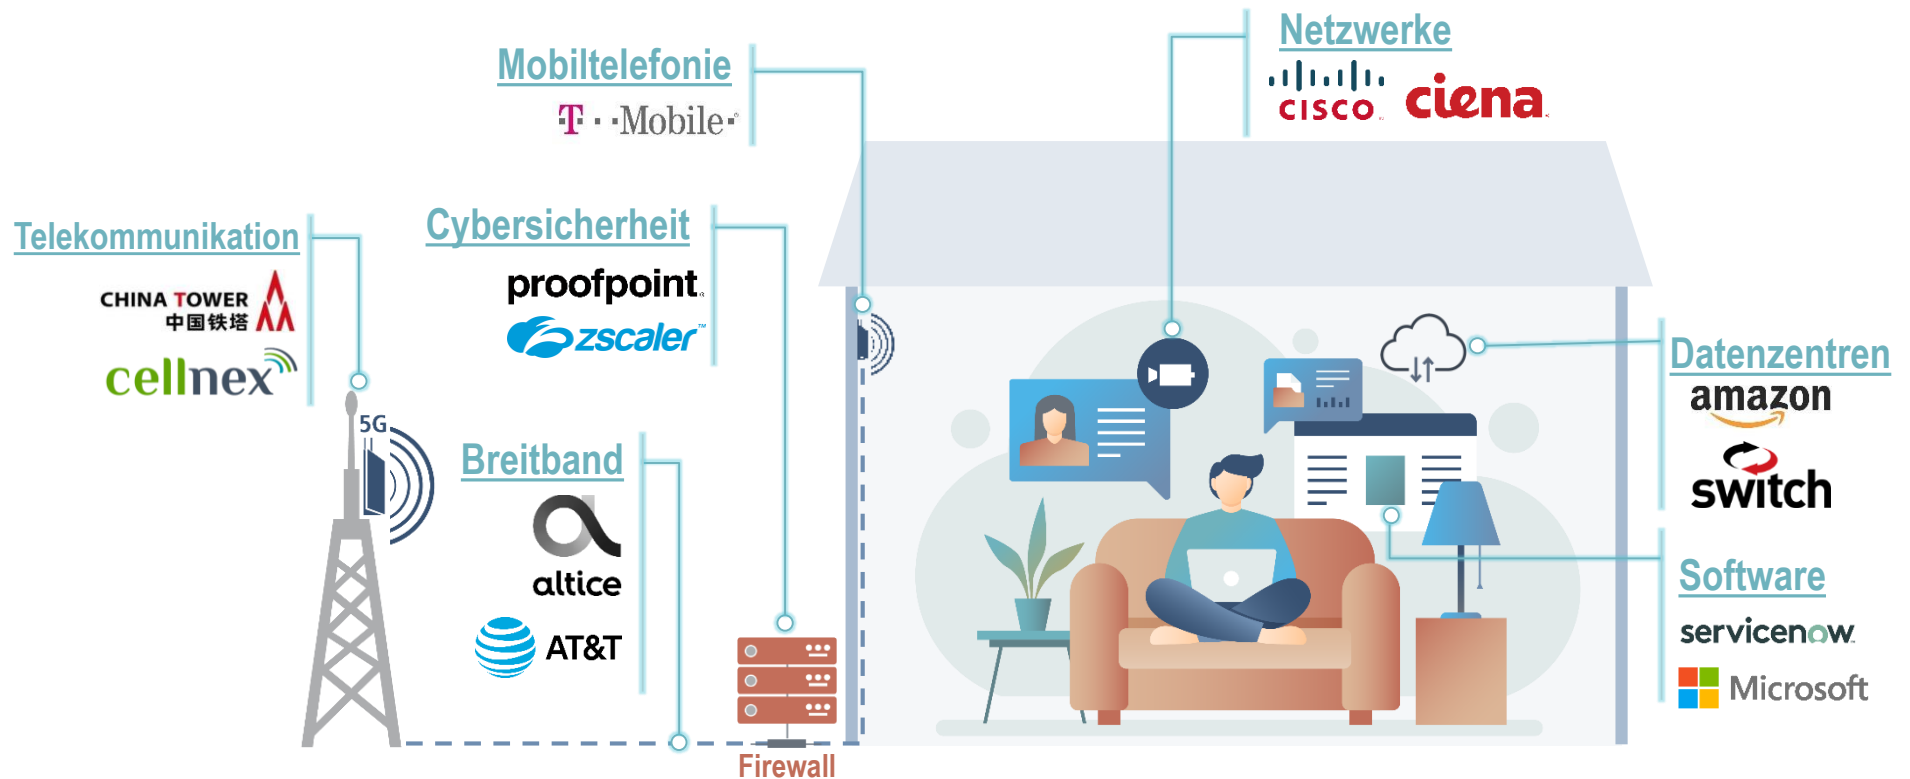 Netzwerke
CISCO
ciena
Mobiltelefonie
T··Mobile·
Telekommunikation
CHINA TOWER
中国铁塔
cellnex
Cybersicherheit
proofpoint
zscaler™
5G
Breitband
altice
AT&T
Firewall
Datenzentren
amazon
switch
Software
servicenow
Microsoft